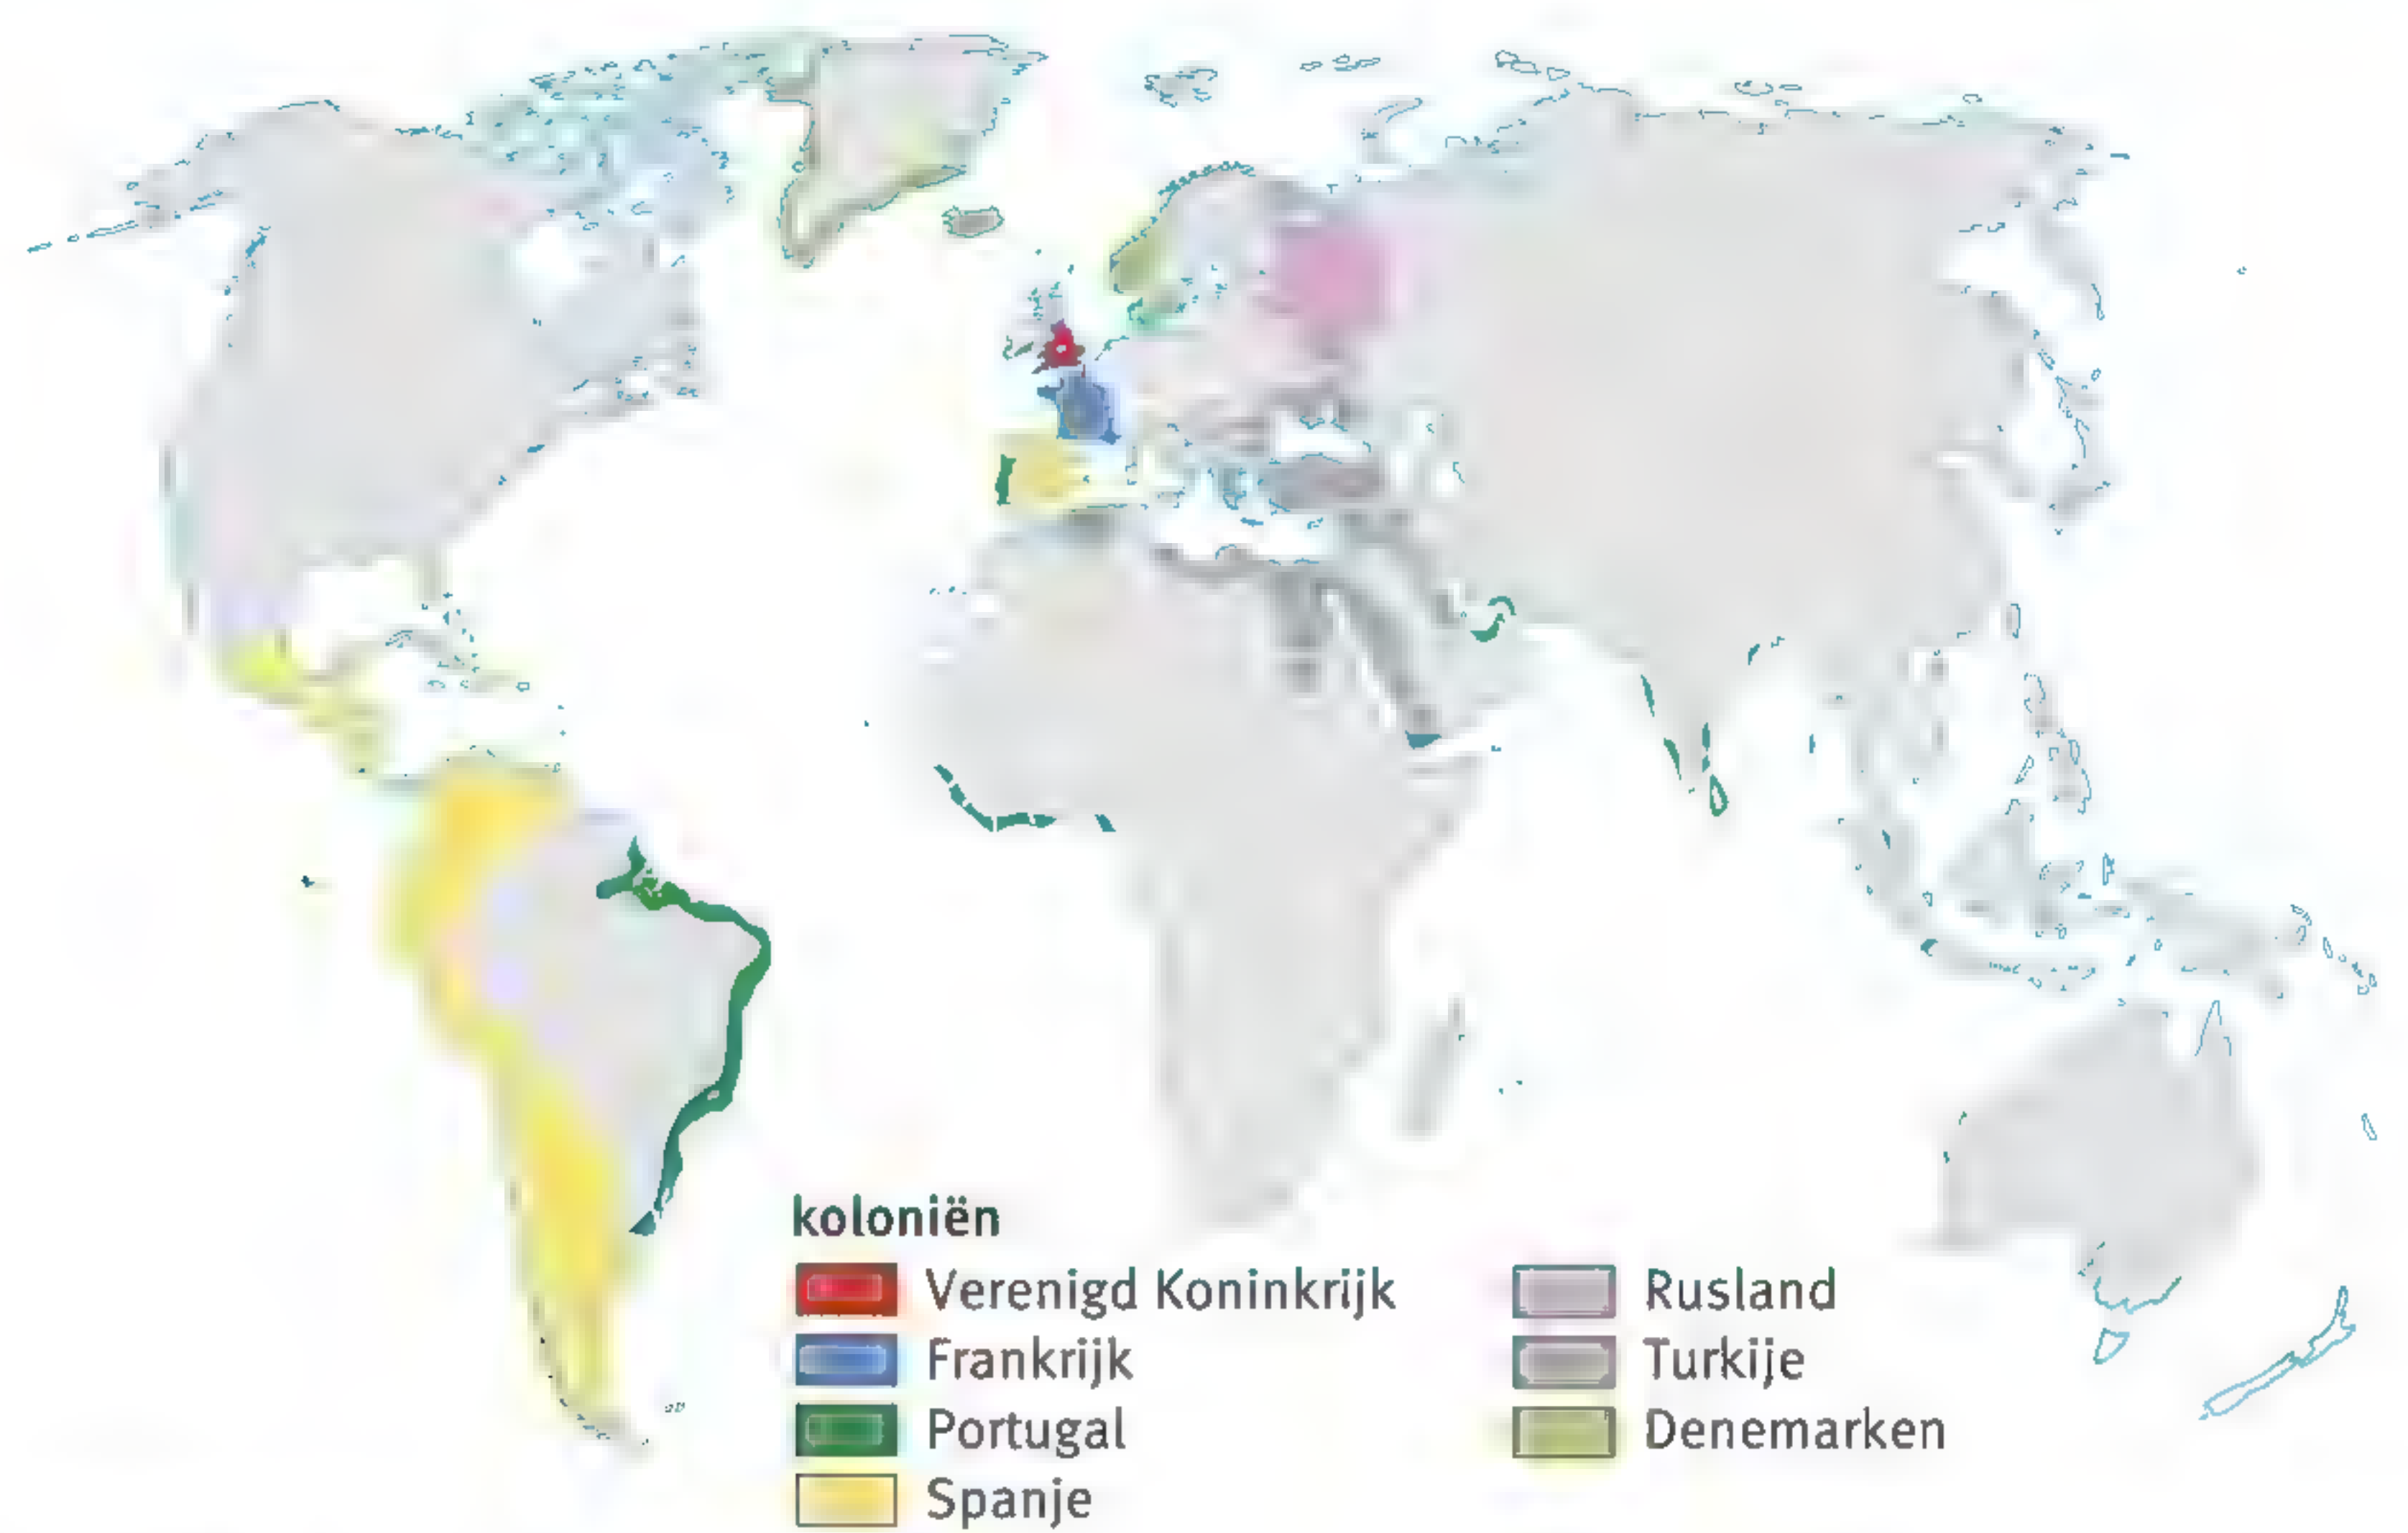 koloniën
Verenigd Koninkrijk
Frankrijk
Portugal
Spanje
Rusland
Turkije
Denemarken